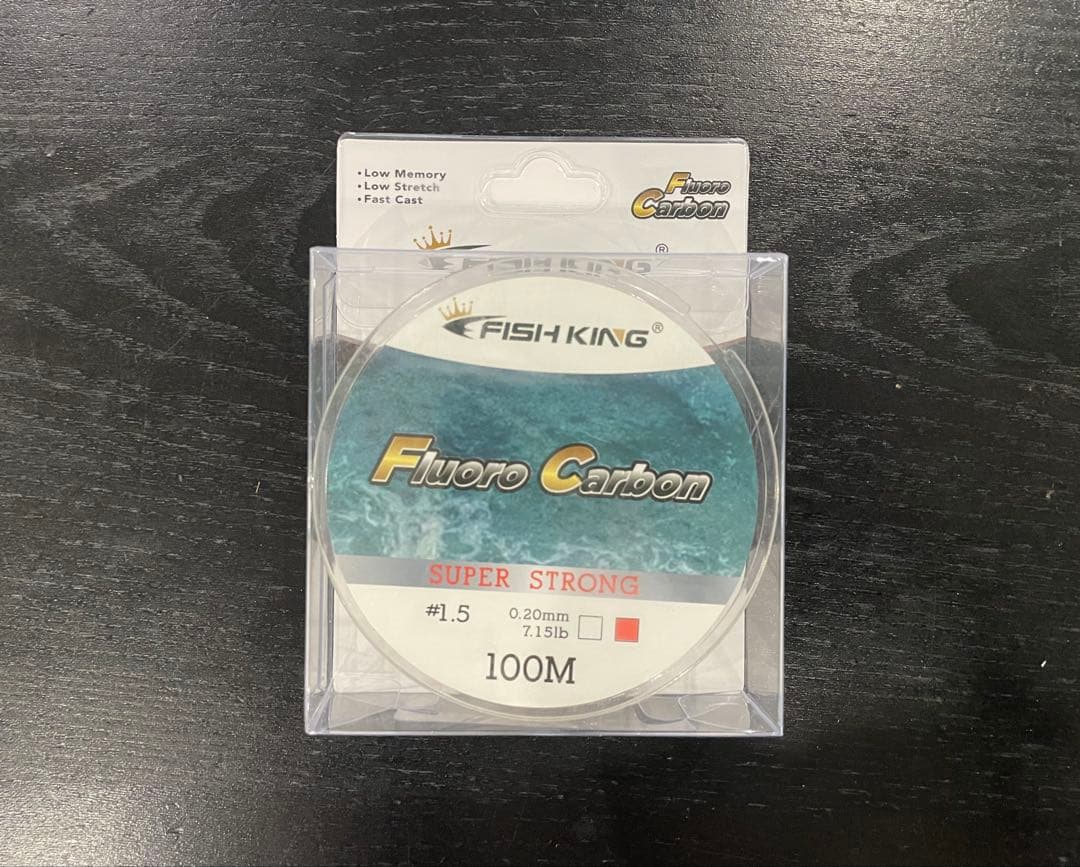 • Low Memory
• Low Stretch
• Fast Cast
Fluoro
Carbon
FISH KING ®
FISH KING ®
Fluoro Carbon
SUPER STRONG
#1.5
0.20mm
7.15lb
100M